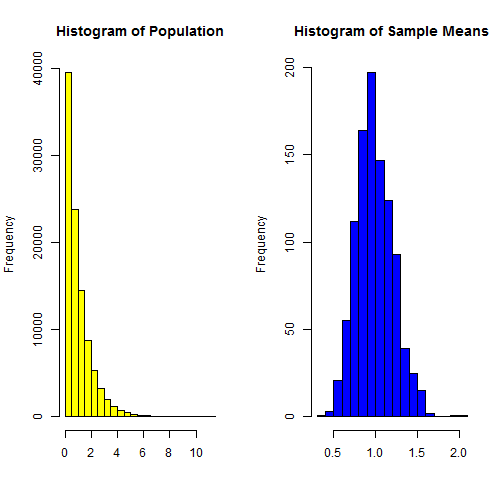 Histogram of Population
Frequency
40000
30000
20000
10000
0
0 2 4 6 8 10
Histogram of Sample Means
Frequency
200
150
100
50
0
0.5 1.0 1.5 2.0